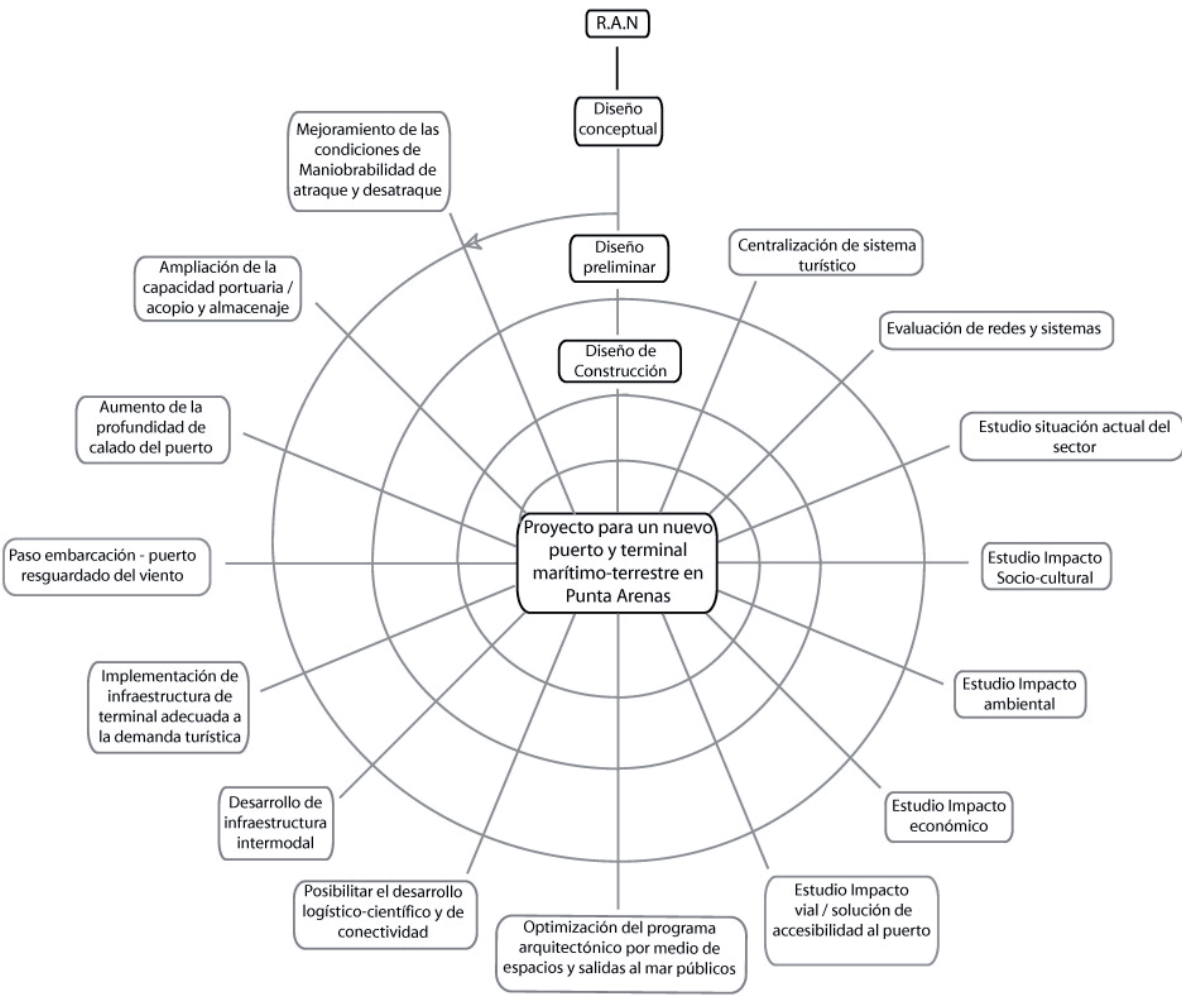 R.A.N
Diseño
conceptual
Mejoramiento de las
condiciones de
Maniobrabilidad de
atraque y desatraque
Diseño
preliminar
Centralización de sistema
turístico
Ampliación de la
capacidad portuaria /
acopio y almacenaje
Evaluación de redes y sistemas
Diseño de
Construcción
Aumento de la
profundidad de
calado del puerto
Estudio situación actual del
sector
Proyecto para un nuevo
puerto y terminal
marítimo-terrestre en
Punta Arenas
Paso embarcación - puerto
resguardado del viento
Estudio Impacto
Socio-cultural
Implementación de
infraestructura de
terminal adecuada a
la demanda turística
Estudio Impacto
ambiental
Desarrollo de
infraestructura
intermodal
Estudio Impacto
económico
Posibilitar el desarrollo
logístico-científico y de
conectividad
Optimización del programa
arquitectónico por medio de
espacios y salidas al mar públicos
Estudio Impacto
vial / solución de
accesibilidad al puerto